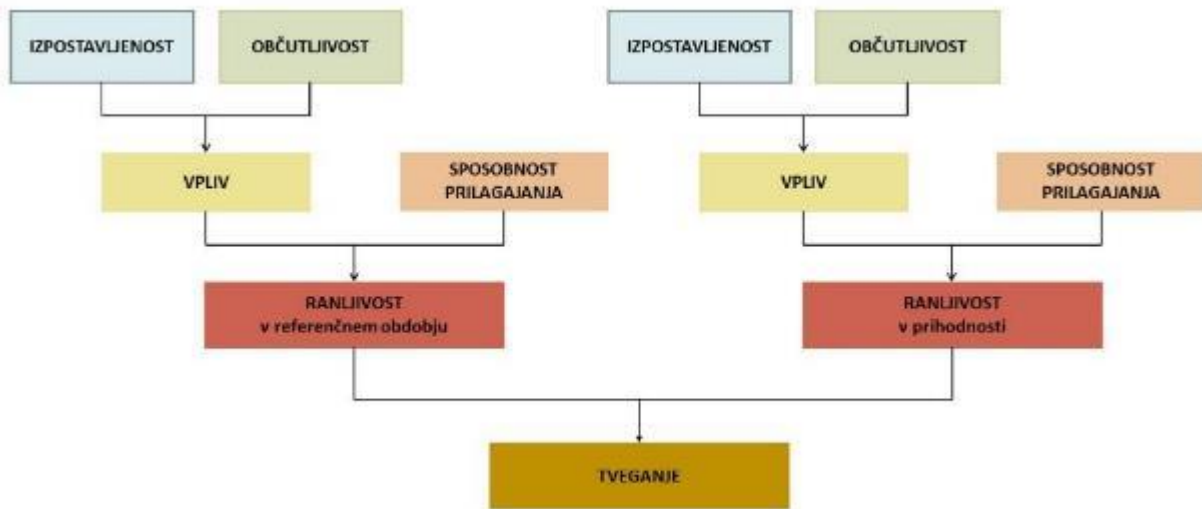 IZPOSTAVLJENOST
OBČUTLJIVOST
IZPOSTAVLJENOST
OBČUTLJIVOST
VPLIV
SPOSOBNOST
PRILAGAJANJA
VPLIV
SPOSOBNOST
PRILAGAJANJA
RANLJIVOST
v referenčnem obdobju
RANLJIVOST
v prihodnosti
TVEGANJE